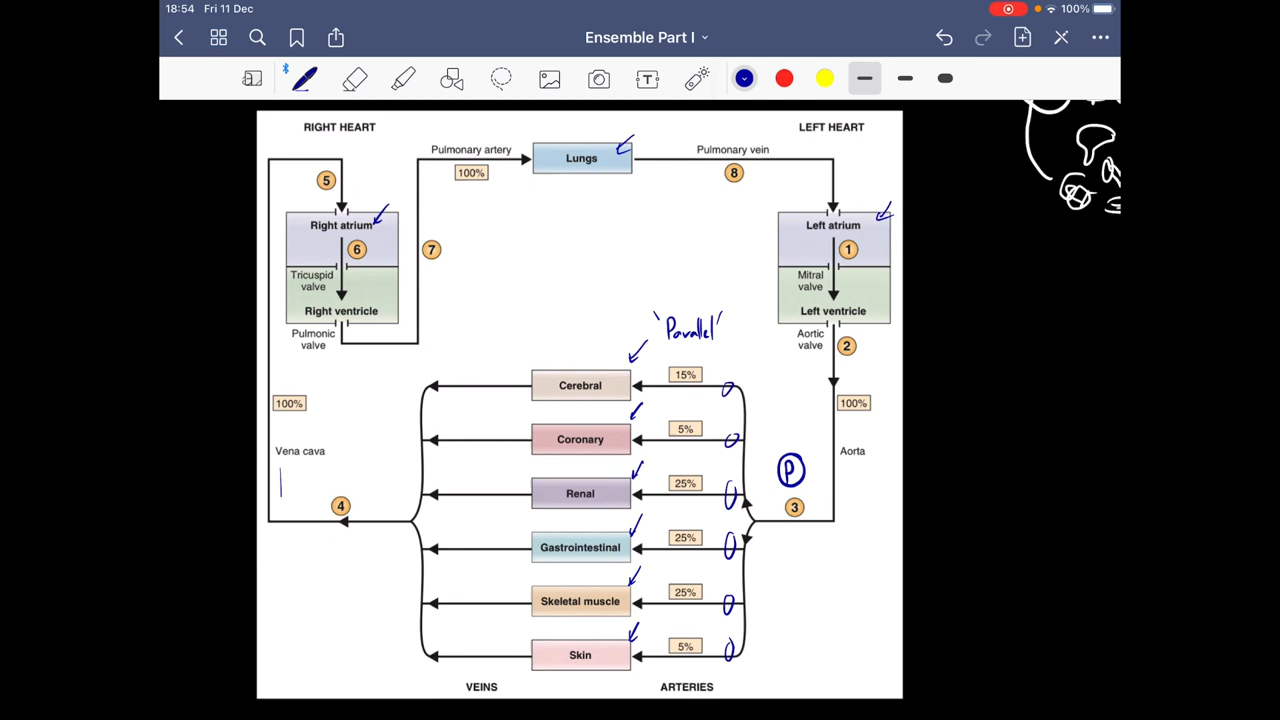 18:54 Fri 11 Dec
100%
Ensemble Part I
T
RIGHT HEART
LEFT HEART
Pulmonary artery
100%
Lungs
Pulmonary vein
8
5
Right atrium
6
7
Tricuspid
valve
Right ventricle
Pulmonic
valve
Left atrium
1
Mitral
valve
Left ventricle
Aortic
valve
2
'Parallel'
Cerebral
15%
100%
100%
Coronary
5%
Vena cava
Aorta
P
Renal
25%
4
3
Gastrointestinal
25%
Skeletal muscle
25%
Skin
5%
VEINS
ARTERIES